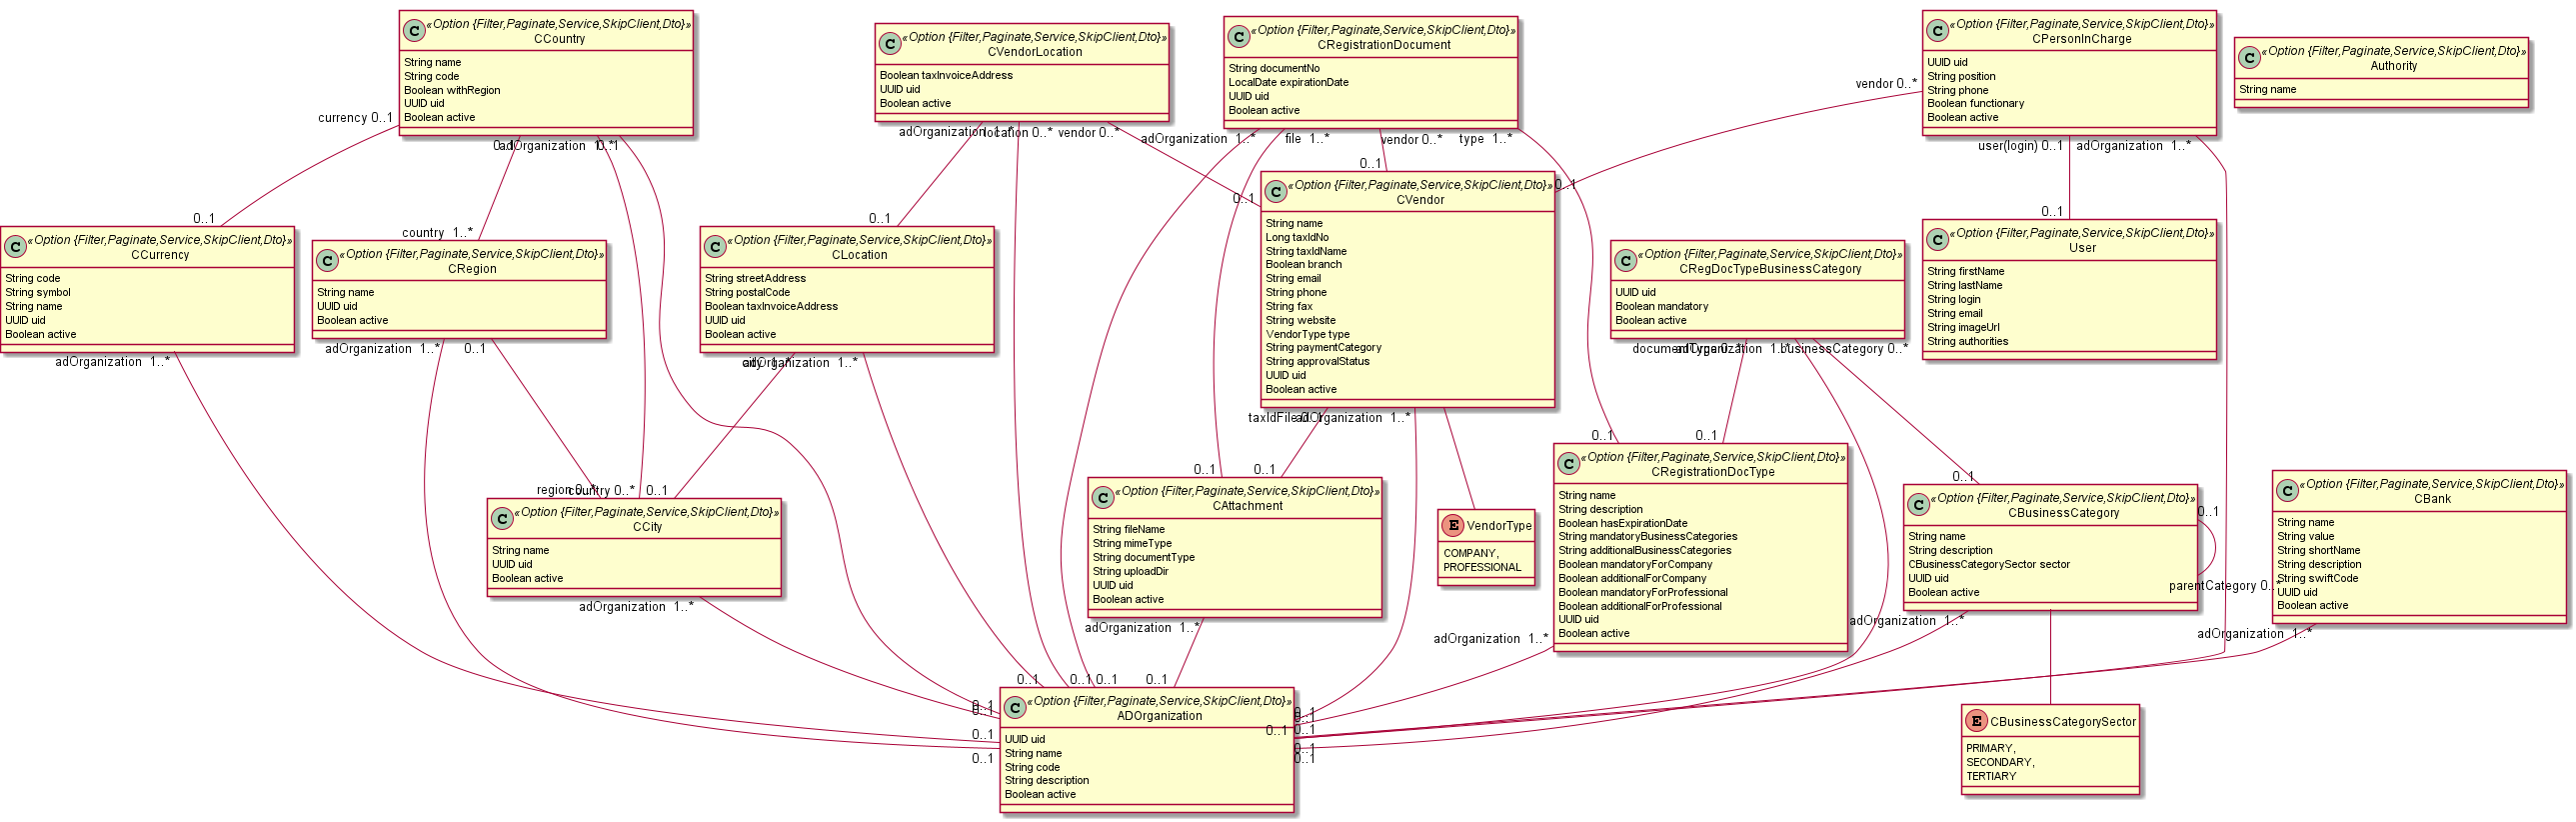 C «Option {Filter,Paginate,Service,SkipClient,Dto}»
CCountry
String name
String code
Boolean withRegion
UUID uid
Boolean active
C «Option {Filter,Paginate,Service,SkipClient,Dto}»
CVendorLocation
Boolean taxInvoiceAddress
UUID uid
Boolean active
C «Option {Filter,Paginate,Service,SkipClient,Dto}»
CRegistrationDocument
String documentNo
LocalDate expirationDate
UUID uid
Boolean active
C «Option {Filter,Paginate,Service,SkipClient,Dto}»
CPersonInCharge
UUID uid
String position
String phone
Boolean functionary
Boolean active
C «Option {Filter,Paginate,Service,SkipClient,Dto}»
Authority
String name
currency 0..1
0..1
adOrganization 1..*
0..1
adOrganization 1..*
location 0..*
vendor 0..*
adOrganization 1..*
file 1..*
vendor 0..*
type 1..*
vendor 0..*
user(login) 0..1
adOrganization 1..*
0..1
country 1..*
0..1
0..1
0..1
0..1
0..1
C «Option {Filter,Paginate,Service,SkipClient,Dto}»
CCurrency
String code
String symbol
String name
UUID uid
Boolean active
C «Option {Filter,Paginate,Service,SkipClient,Dto}»
CRegion
String name
UUID uid
Boolean active
C «Option {Filter,Paginate,Service,SkipClient,Dto}»
CLocation
String streetAddress
String postalCode
Boolean taxInvoiceAddress
UUID uid
Boolean active
C «Option {Filter,Paginate,Service,SkipClient,Dto}»
CVendor
String name
Long taxIdNo
String taxIdName
Boolean branch
String email
String phone
String fax
String website
VendorType type
String paymentCategory
String approvalStatus
UUID uid
Boolean active
C «Option {Filter,Paginate,Service,SkipClient,Dto}»
CRegDocTypeBusinessCategory
UUID uid
Boolean mandatory
Boolean active
C «Option {Filter,Paginate,Service,SkipClient,Dto}»
User
String firstName
String lastName
String login
String email
String imageUrl
String authorities
adOrganization 1..*
adOrganization 1..*
0..1
city 1..*
adOrganization 1..*
taxIdFile 0..1
adOrganization 1..*
documentType 0..*
adOrganization 1..*
businessCategory 0..*
region 0..*
country 0..*
0..1
0..1
0..1
0..1
0..1
0..1
C «Option {Filter,Paginate,Service,SkipClient,Dto}»
CCity
String name
UUID uid
Boolean active
C «Option {Filter,Paginate,Service,SkipClient,Dto}»
CAttachment
String fileName
String mimeType
String documentType
String uploadDir
UUID uid
Boolean active
E VendorType
COMPANY,
PROFESSIONAL
C «Option {Filter,Paginate,Service,SkipClient,Dto}»
CRegistrationDocType
String name
String description
Boolean hasExpirationDate
String mandatoryBusinessCategories
String additionalBusinessCategories
Boolean mandatoryForCompany
Boolean additionalForCompany
Boolean mandatoryForProfessional
Boolean additionalForProfessional
UUID uid
Boolean active
C «Option {Filter,Paginate,Service,SkipClient,Dto}»
CBusinessCategory
String name
String description
CBusinessCategorySector sector
UUID uid
Boolean active
0..1
parentCategory 0..*
C «Option {Filter,Paginate,Service,SkipClient,Dto}»
CBank
String name
String value
String shortName
String description
String swiftCode
UUID uid
Boolean active
adOrganization 1..*
adOrganization 1..*
adOrganization 1..*
adOrganization 1..*
adOrganization 1..*
0..1
0..1
0..1
0..1
0..1
0..1
0..1
0..1
0..1
0..1
0..1
0..1
0..1
0..1
C «Option {Filter,Paginate,Service,SkipClient,Dto}»
ADOrganization
UUID uid
String name
String code
String description
Boolean active
E CBusinessCategorySector
PRIMARY,
SECONDARY,
TERTIARY